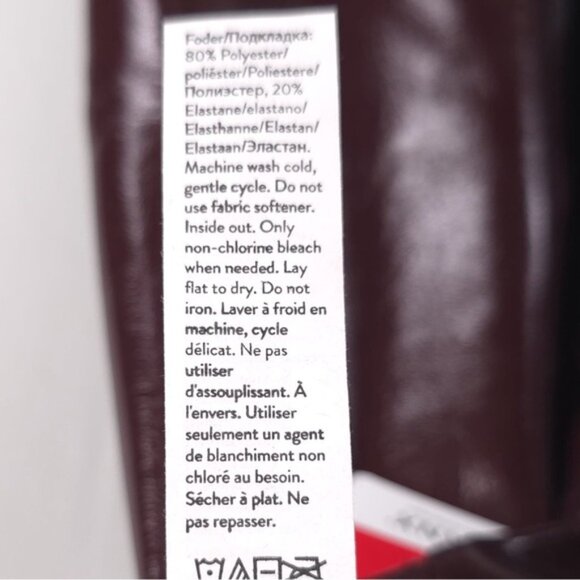 Foder/Подкладка:
80% Polyester/
poliéster/Poliestere/
Полиэстер, 20%
Elastane/elastano/
Elasthanne/Elastan/
Elastaan/Эластан.
Machine wash cold,
gentle cycle. Do not
use fabric softener.
Inside out. Only
non-chlorine bleach
when needed. Lay
flat to dry. Do not
iron. Laver à froid en
machine, cycle
délicat. Ne pas
utiliser
d'assouplissant. À
l'envers. Utiliser
seulement un agent
de blanchiment non
chloré au besoin.
Sécher à plat. Ne
pas repasser.